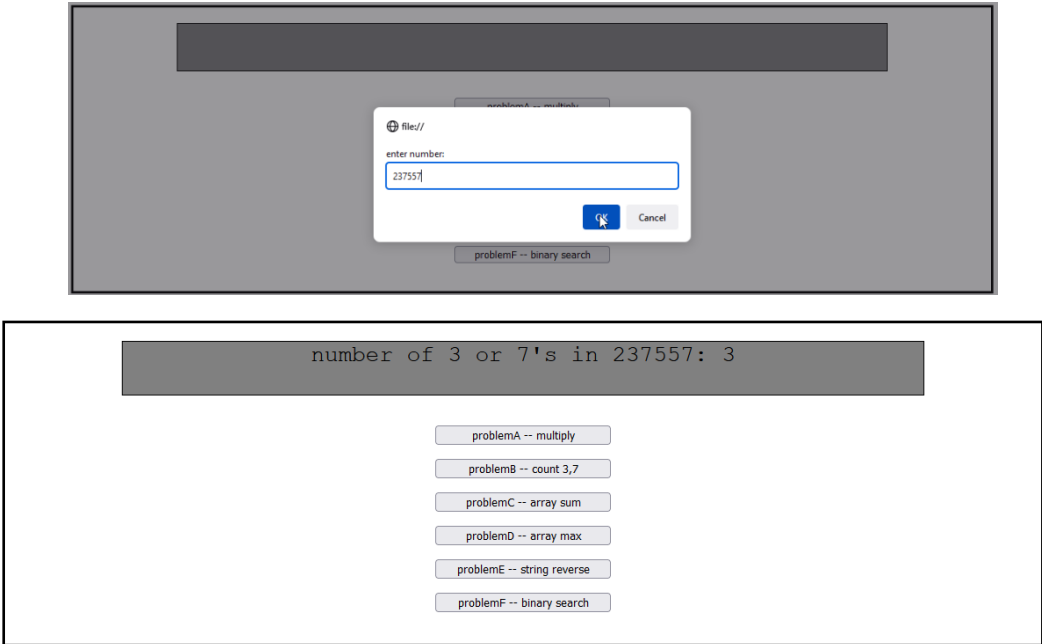 problemA -- multiply
file://
enter number:
237557
OK
Cancel
problemF -- binary search
number of 3 or 7's in 237557: 3
problemA -- multiply
problemB -- count 3,7
problemC -- array sum
problemD -- array max
problemE -- string reverse
problemF -- binary search